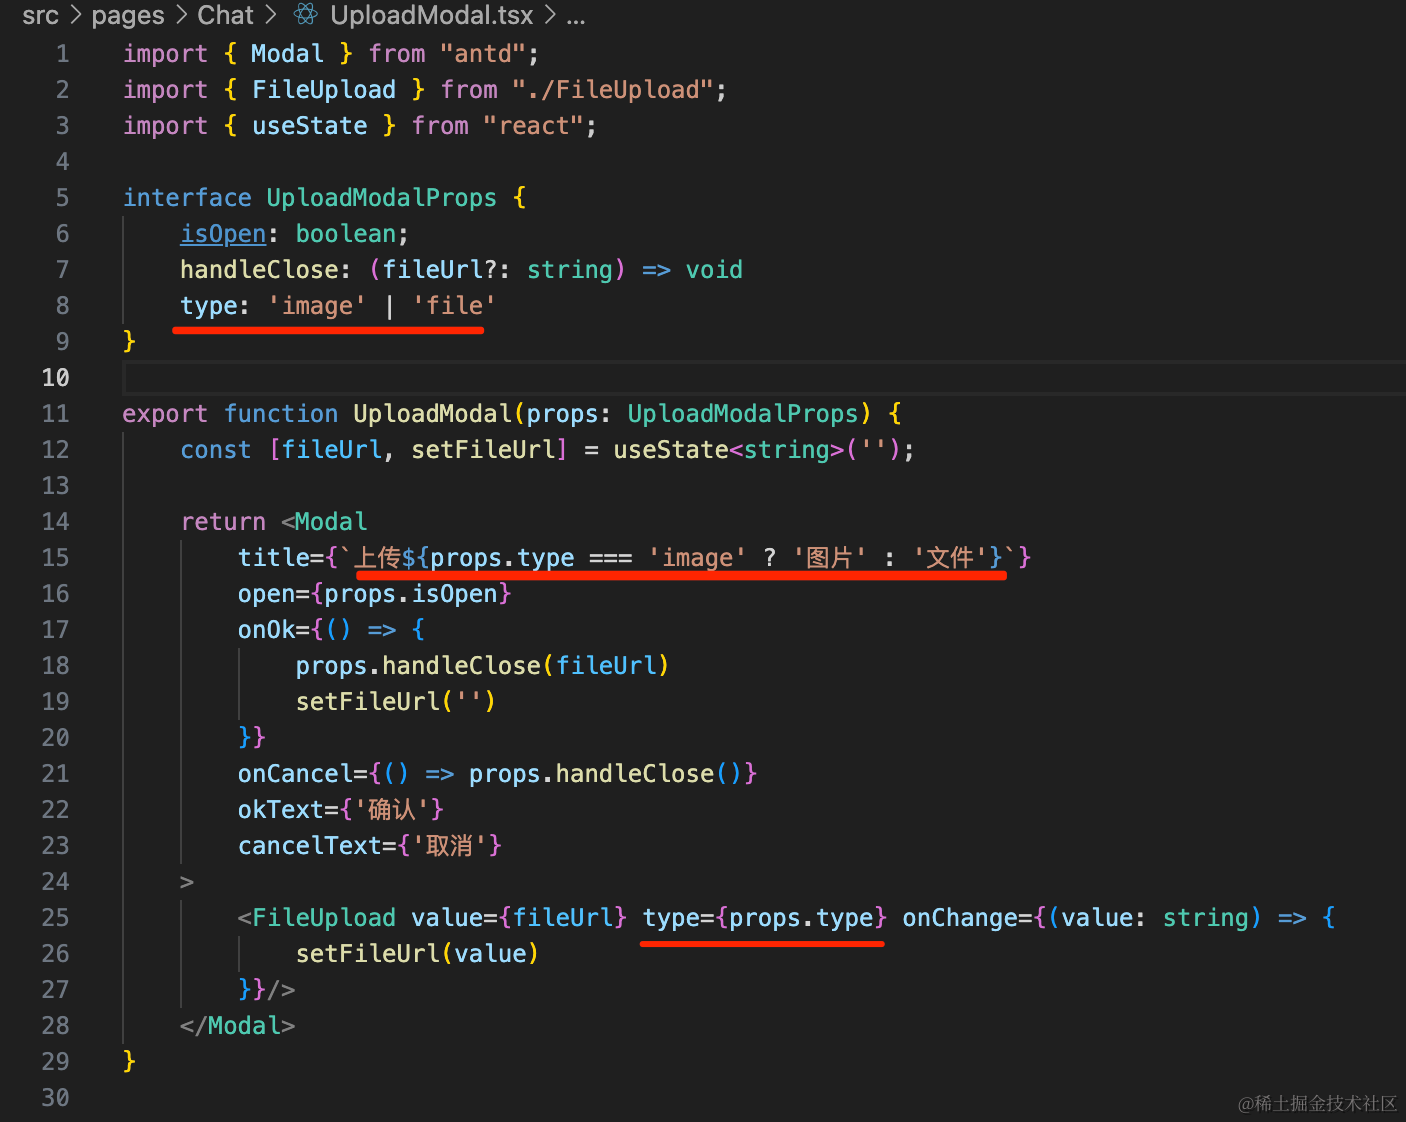 src > pages > Chat > UploadModal.tsx > ...
1 import { Modal } from "antd";
2 import { FileUpload } from "./FileUpload";
3 import { useState } from "react";
4
5 interface UploadModalProps {
6     isOpen: boolean;
7     handleClose: (fileUrl?: string) => void
8     type: 'image' | 'file'
9 }
10
11 export function UploadModal(props: UploadModalProps) {
12     const [fileUrl, setFileUrl] = useState<string>('');
13
14     return <Modal
15         title={`上传${props.type === 'image' ? '图片' : '文件'}`}
16         open={props.isOpen}
17         onOk={() => {
18             props.handleClose(fileUrl)
19             setFileUrl('')
20         }}
21         onCancel={() => props.handleClose()}
22         okText={'确认'}
23         cancelText={'取消'}
24     >
25         <FileUpload value={fileUrl} type={props.type} onChange={(value: string) => {
26             setFileUrl(value)
27         }}/>
28     </Modal>
29 }
30
@稀土掘金技术社区